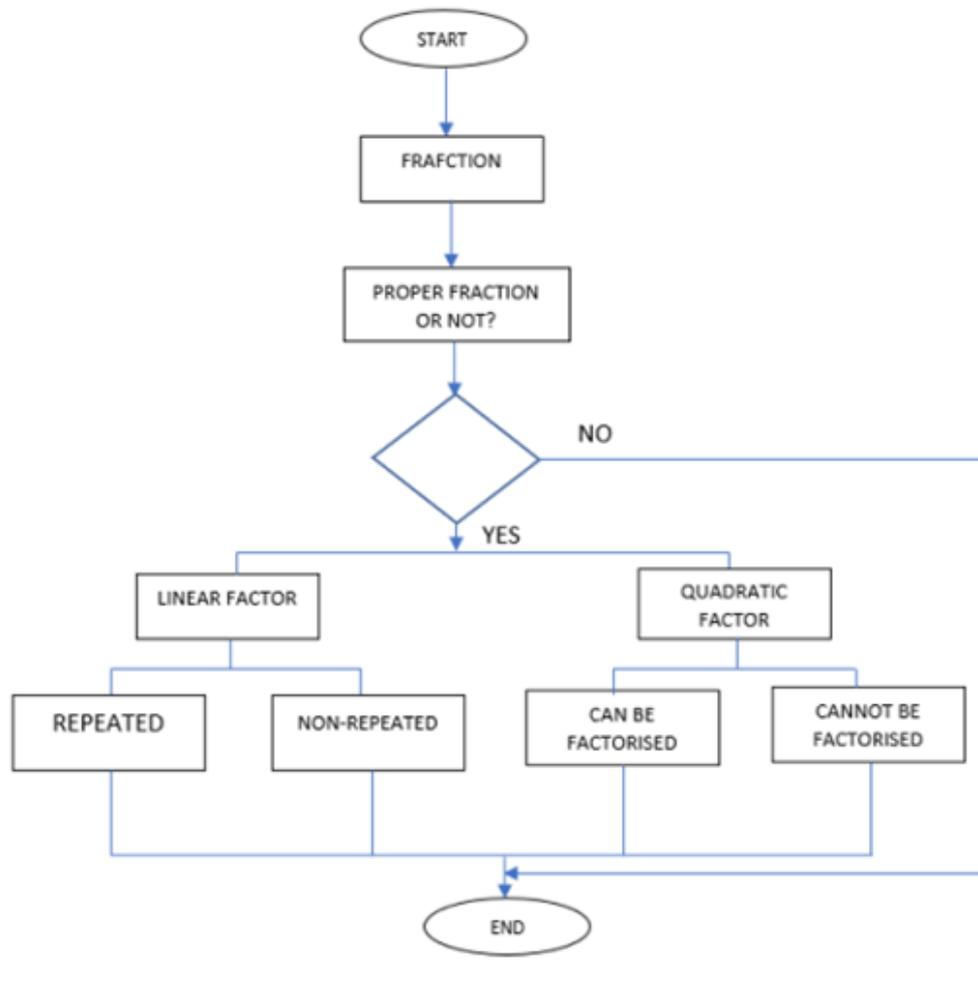 START
FRAFCTION
PROPER FRACTION
OR NOT?
NO
YES
LINEAR FACTOR
QUADRATIC
FACTOR
REPEATED
NON-REPEATED
CAN BE
FACTORISED
CANNOT BE
FACTORISED
END